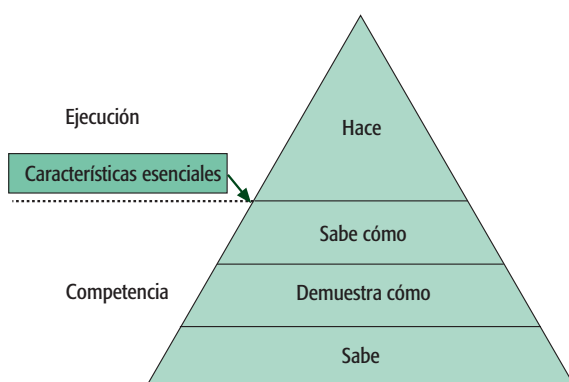 Ejecución
Hace
Características esenciales
Sabe cómo
Competencia
Demuestra cómo
Sabe